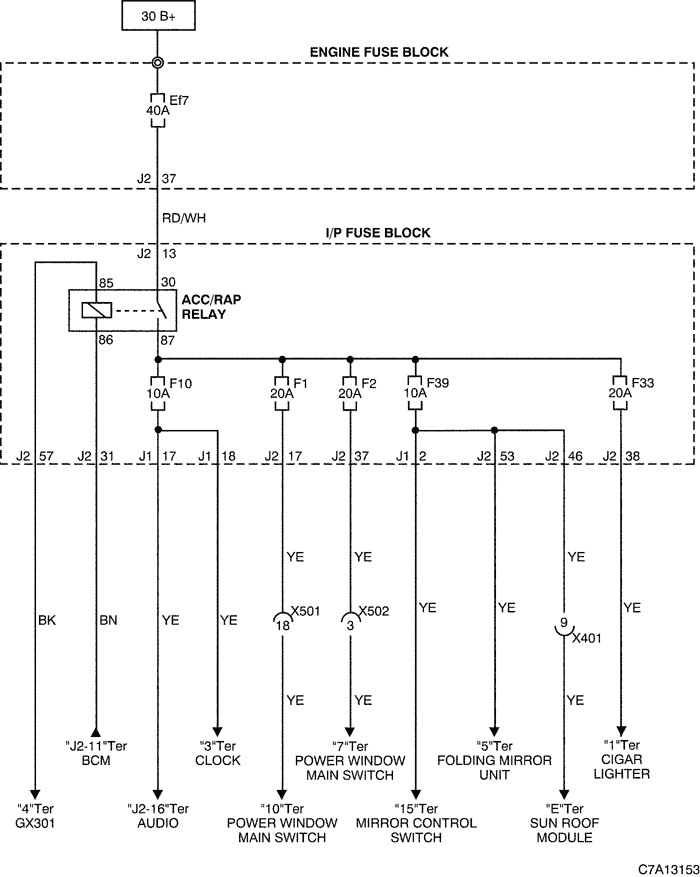 30 B+
ENGINE FUSE BLOCK
Ef7
40A
J2 37
RD/WH
I/P FUSE BLOCK
J2 13
85 30
ACC/RAP
RELAY
86 87
F10
10A
F1
20A
F2
20A
F39
10A
F33
20A
J2 57 J2 31 J1 17 J1 18 J2 17 J2 37 J1 2 J2 53 J2 46 J2 38
YE YE YE
BK BN YE YE YE YE YE
X501
18
X502
3
9
X401
YE YE YE
"J2-11"Ter
BCM
"3"Ter
CLOCK
"7"Ter
POWER WINDOW
MAIN SWITCH
"5"Ter
FOLDING MIRROR
UNIT
"1"Ter
CIGAR
LIGHTER
"4"Ter
GX301
"J2-16"Ter
AUDIO
"10"Ter
POWER WINDOW
MAIN SWITCH
"15"Ter
MIRROR CONTROL
SWITCH
"E"Ter
SUN ROOF
MODULE
C7A13153